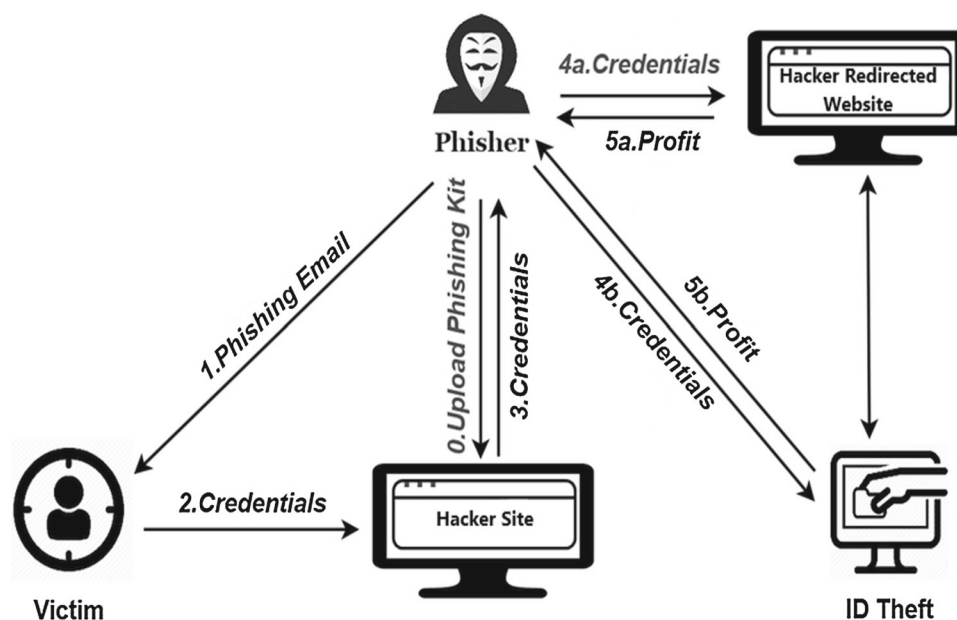 4a.Credentials
Hacker Redirected
Website
Phisher
5a.Profit
0.Upload Phishing Kit
3.Credentials
1.Phishing Email
5b.Profit
4b.Credentials
2.Credentials
Hacker Site
Victim
ID Theft